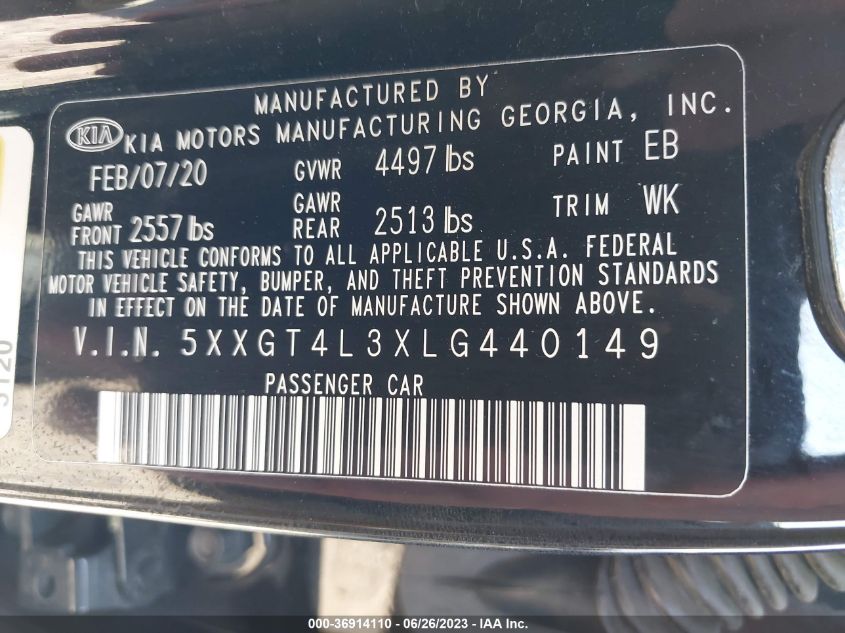 MANUFACTURED BY
KIA KIA MOTORS MANUFACTURING GEORGIA, INC.
FEB/07/20 GVWR 4497 lbs PAINT EB
GAWR FRONT 2557 lbs GAWR REAR 2513 lbs TRIM WK
THIS VEHICLE CONFORMS TO ALL APPLICABLE U.S.A. FEDERAL
MOTOR VEHICLE SAFETY, BUMPER, AND THEFT PREVENTION STANDARDS
IN EFFECT ON THE DATE OF MANUFACTURE SHOWN ABOVE.
V.I.N. 5XXGT4L3XLG440149
PASSENGER CAR
000-36914110 - 06/26/2023 - IAA Inc.